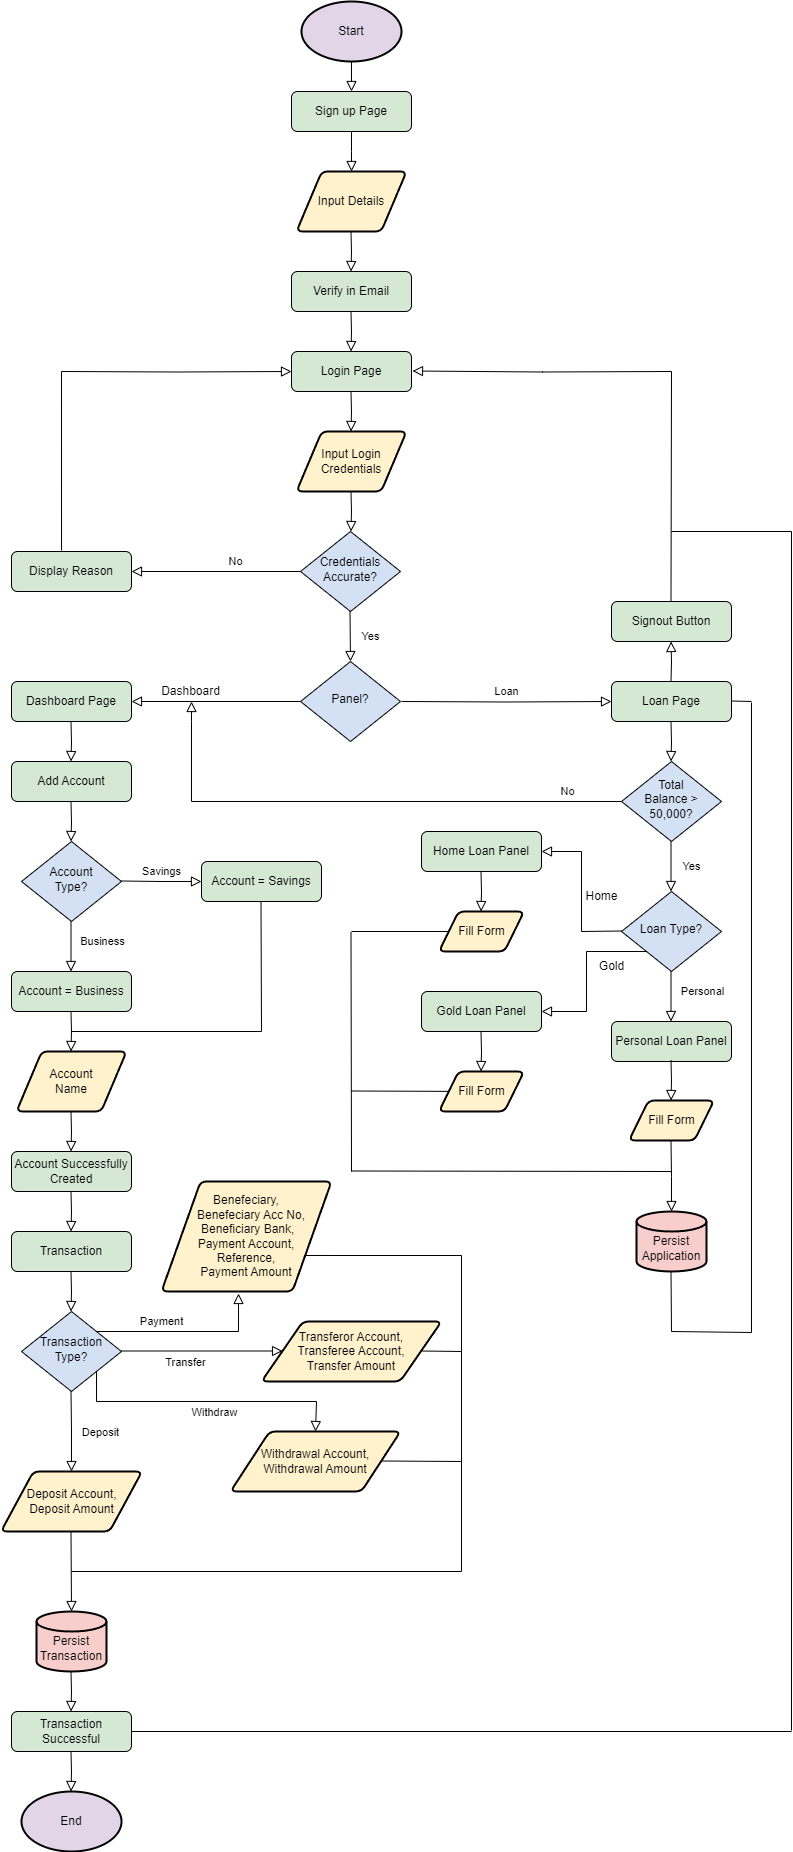 Start
Sign up Page
Input Details
Verify in Email
Login Page
Input Login
Credentials
Credentials
Accurate?
No
Display Reason
Yes
Signout Button
Panel?
Dashboard
Dashboard Page
Loan
Loan Page
Add Account
Total
Balance >
50,000?
No
Yes
Account
Type?
Savings
Account = Savings
Business
Account = Business
Home Loan Panel
Home
Fill Form
Loan Type?
Gold
Gold Loan Panel
Fill Form
Personal
Personal Loan Panel
Fill Form
Persist
Application
Account
Name
Account Successfully
Created
Transaction
Benefeciary,
Benefeciary Acc No,
Beneficiary Bank,
Payment Account,
Reference,
Payment Amount
Transaction
Type?
Payment
Transfer
Transferor Account,
Transferee Account,
Transfer Amount
Withdraw
Withdrawal Account,
Withdrawal Amount
Deposit
Deposit Account,
Deposit Amount
Persist
Transaction
Transaction
Successful
End